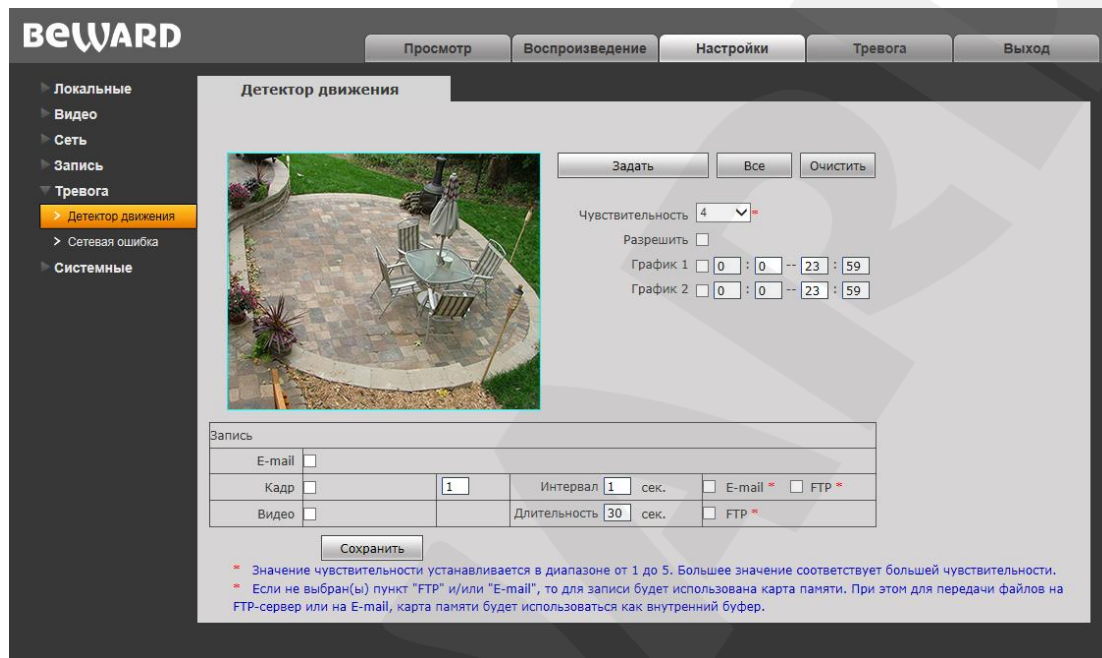 BEWARD
Просмотр Воспроизведение Настройки Тревога Выход
Локальные
Видео
Сеть
Запись
Тревога
> Детектор движения
> Сетевая ошибка
Системные
Детектор движения
Задать Все Очистить
Чувствительность 4 *
Разрешить
График 1 0 : 0 -- 23 : 59
График 2 0 : 0 -- 23 : 59
Запись
E-mail
Кадр 1 Интервал 1 сек. E-mail * FTP *
Видео Длительность 30 сек. FTP *
Сохранить
* Значение чувствительности устанавливается в диапазоне от 1 до 5. Большее значение соответствует большей чувствительности.
* Если не выбран(ы) пункт "FTP" и/или "E-mail", то для записи будет использована карта памяти. При этом для передачи файлов на
FTP-сервер или на E-mail, карта памяти будет использоваться как внутренний буфер.